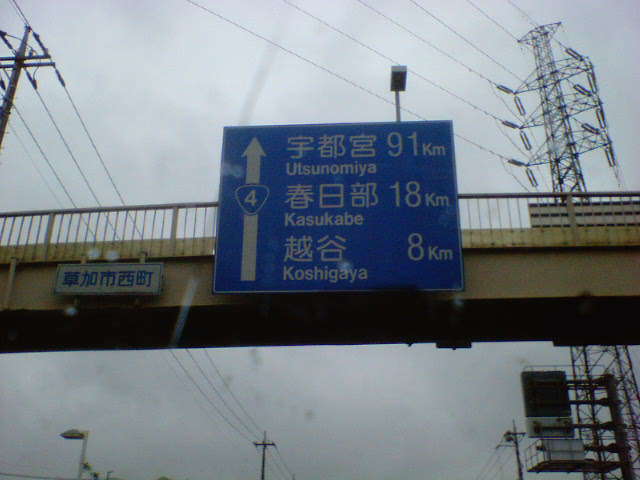 宇都宮 91Km
Utsunomiya
4
春日部 18Km
Kasukabe
越谷 8Km
Koshigaya
草加市西町